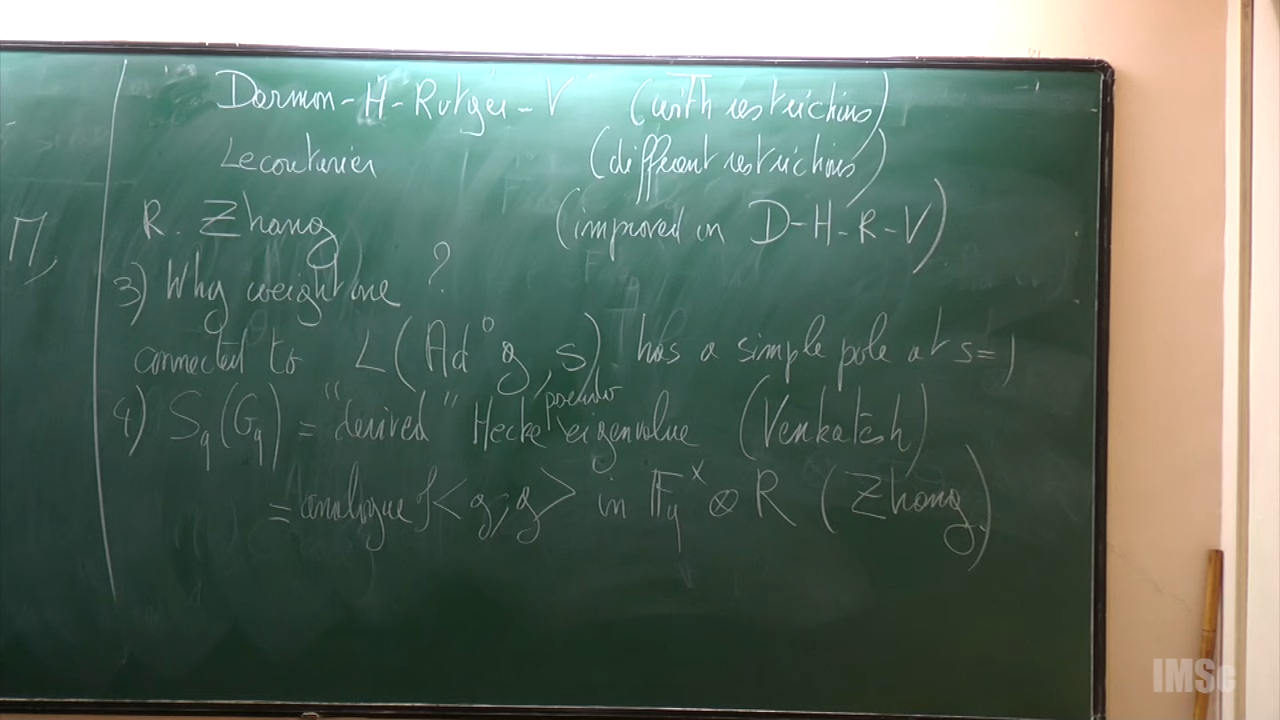 Darmon-H-Rotger-V (with restrictions)
Lecouturier (different restrictions)
R. Zhang (improved in D-H-R-V)
Π,
3) Why weight one ?
connected to L(Ad° g, s) has a simple pole at s=1
pseudo
4) S_q(G_q) = "derived" Hecke eigenvalue (Venkatesh)
= analogue of <g, g> in F_q^× ⊗ R (Zhang)
IMSc